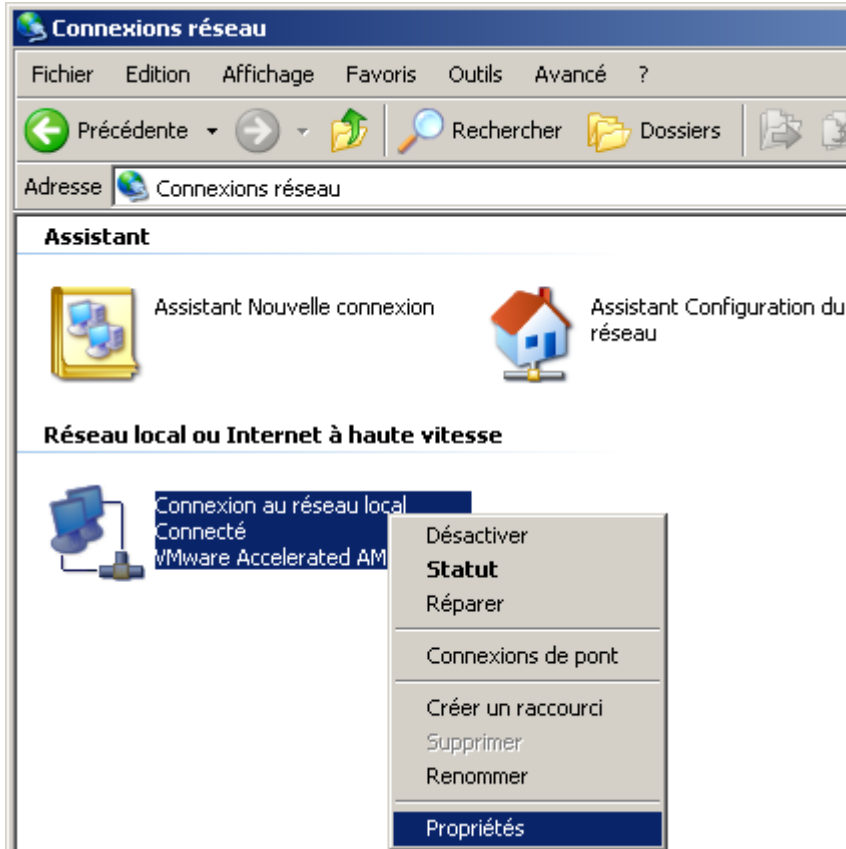 Connexions réseau
Fichier Edition Affichage Favoris Outils Avancé ?
Précédente Rechercher Dossiers
Adresse Connexions réseau
Assistant
Assistant Nouvelle connexion
Assistant Configuration du
réseau
Réseau local ou Internet à haute vitesse
Connexion au réseau local
Connecté
VMware Accelerated AM
Désactiver
Statut
Réparer
Connexions de pont
Créer un raccourci
Supprimer
Renommer
Propriétés